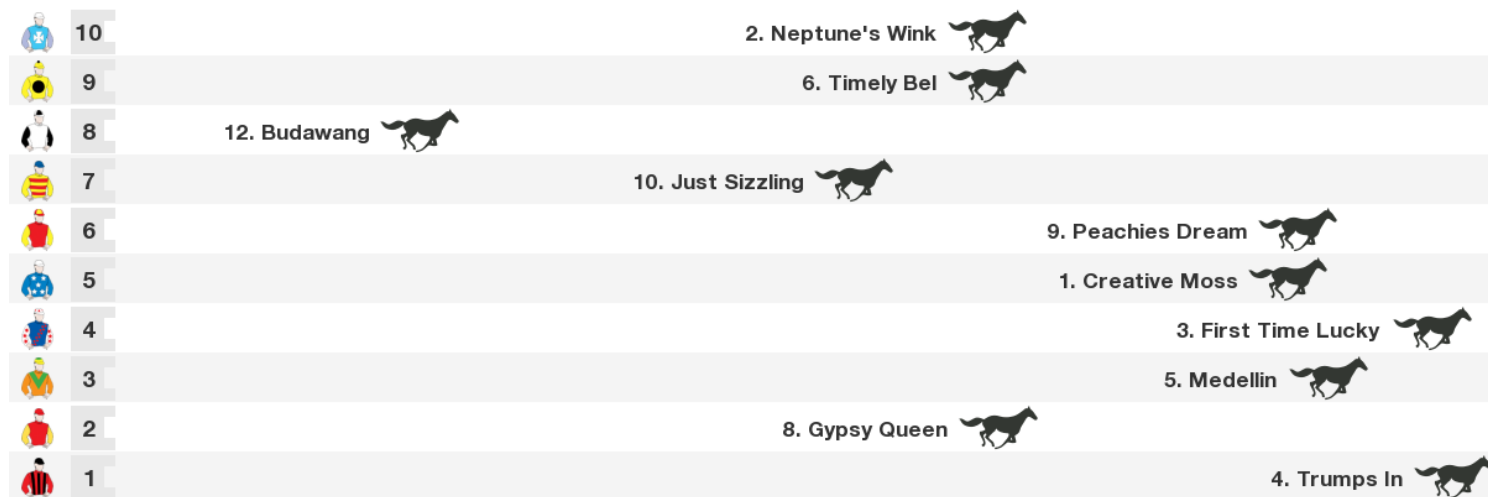 10 2. Neptune's Wink
9 6. Timely Bel
8 12. Budawang
7 10. Just Sizzling
6 9. Peachies Dream
5 1. Creative Moss
4 3. First Time Lucky
3 5. Medellin
2 8. Gypsy Queen
1 4. Trumps In